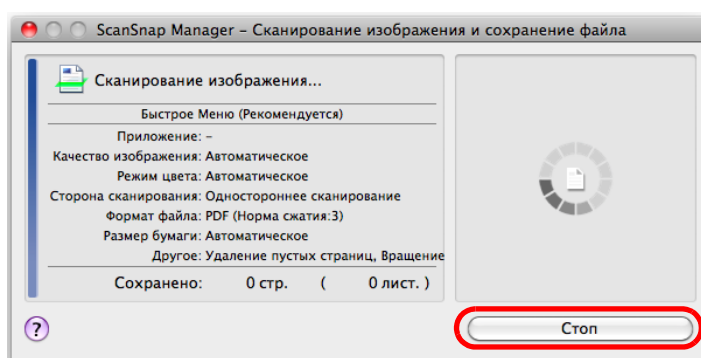 ScanSnap Manager – Сканирование изображения и сохранение файла
Сканирование изображения...
Быстрое Меню (Рекомендуется)
Приложение: –
Качество изображения: Автоматическое
Режим цвета: Автоматическое
Сторона сканирования: Одностороннее сканирование
Формат файла: PDF (Норма сжатия:3)
Размер бумаги: Автоматическое
Другое: Удаление пустых страниц, Вращение
Сохранено: 0 стр. ( 0 лист. )
? Стоп